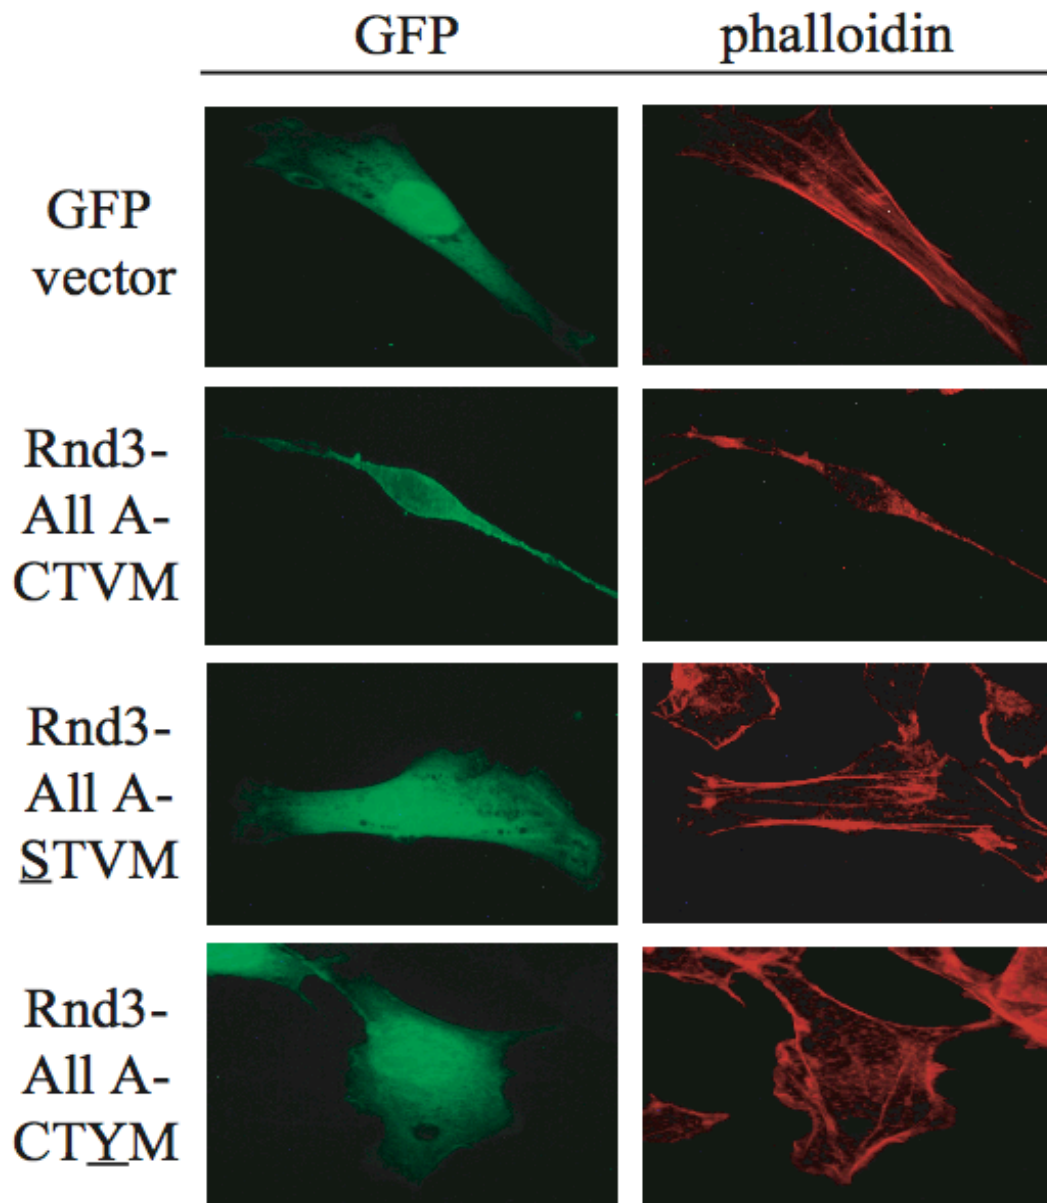 GFP phalloidin
GFP
vector
Rnd3-
All A-
CTVM
Rnd3-
All A-
STVM
Rnd3-
All A-
CTYM